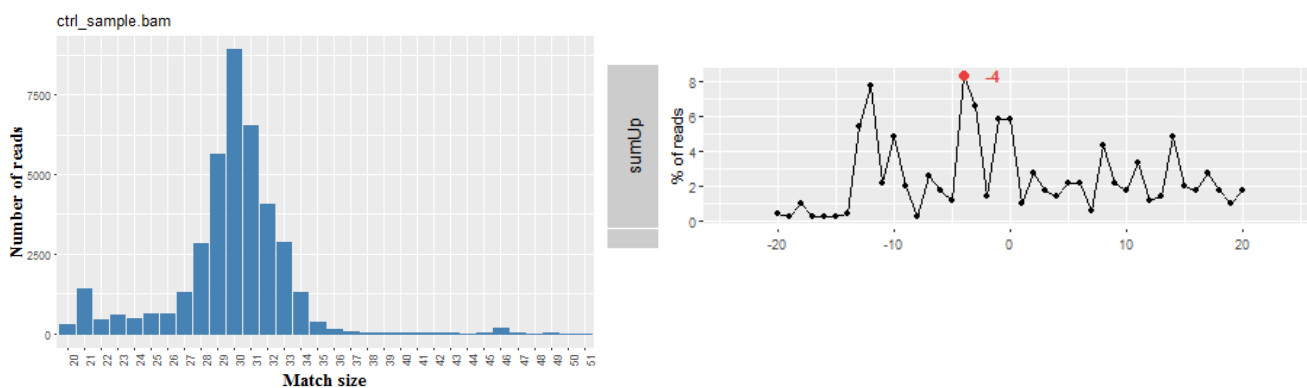 ctrl_sample.bam
Number of reads
7500
5000
2500
0
20 21 22 23 24 25 26 27 28 29 30 31 32 33 34 35 36 37 38 39 40 41 42 43 44 45 46 47 48 49 50 51
Match size
sumUp
% of reads
8
6
4
2
0
-4
-20 -10 0 10 20